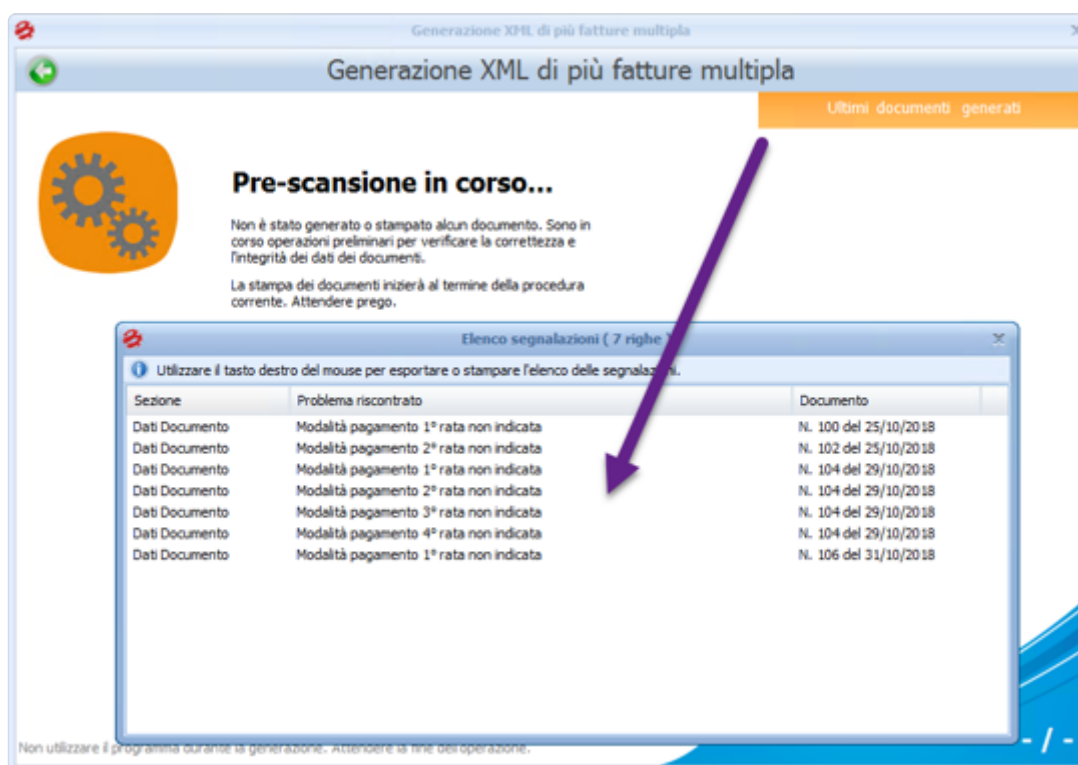 Generazione XML di più fatture multipla
Generazione XML di più fatture multipla
Ultimi documenti generati
Pre-scansione in corso...
Non è stato generato o stampato alcun documento. Sono in
corso operazioni preliminari per verificare la correttezza e
l'integrità dei dati dei documenti.
La stampa dei documenti inizierà al termine della procedura
corrente. Attendere prego.
Elenco segnalazioni ( 7 righe )
Utilizzare il tasto destro del mouse per esportare o stampare l'elenco delle segnalazioni.
Sezione Problema riscontrato Documento
Dati Documento Modalità pagamento 1° rata non indicata N. 100 del 25/10/2018
Dati Documento Modalità pagamento 2° rata non indicata N. 102 del 25/10/2018
Dati Documento Modalità pagamento 1° rata non indicata N. 104 del 29/10/2018
Dati Documento Modalità pagamento 2° rata non indicata N. 104 del 29/10/2018
Dati Documento Modalità pagamento 3° rata non indicata N. 104 del 29/10/2018
Dati Documento Modalità pagamento 4° rata non indicata N. 104 del 29/10/2018
Dati Documento Modalità pagamento 1° rata non indicata N. 106 del 31/10/2018
Non utilizzare il programma durante la generazione. Attendere la fine dell'operazione.
- / -